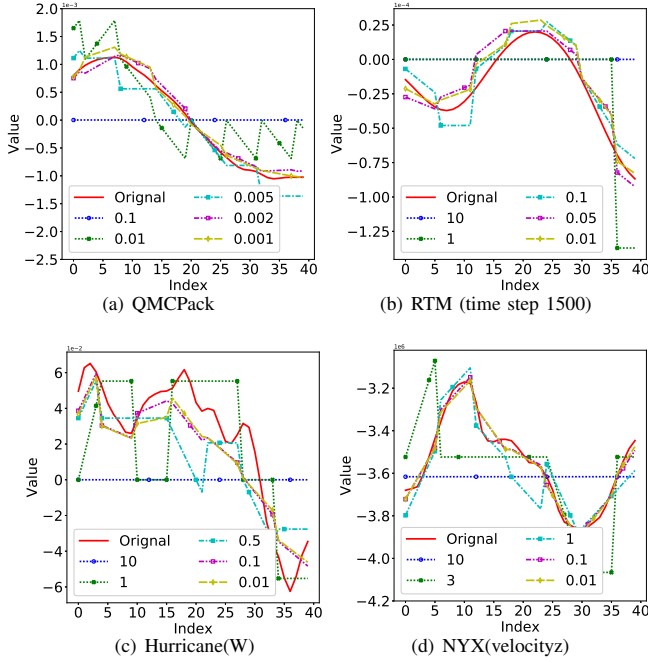 1e-3
2.0
1.5
1.0
0.5
0.0
−0.5
−1.0
−1.5
−2.0
−2.5
Value
Orignal
0.1
0.01
0.005
0.002
0.001
0 5 10 15 20 25 30 35 40
Index
(a) QMCPack
1e-4
0.25
0.00
−0.25
−0.50
−0.75
−1.00
−1.25
Value
Orignal
10
1
0.1
0.05
0.01
0 5 10 15 20 25 30 35 40
Index
(b) RTM (time step 1500)
1e-2
6
4
2
0
−2
−4
−6
Value
Orignal
10
1
0.5
0.1
0.01
0 5 10 15 20 25 30 35 40
Index
(c) Hurricane(W)
1e6
−3.2
−3.4
−3.6
−3.8
−4.0
−4.2
Value
Orignal
10
3
1
0.1
0.01
0 5 10 15 20 25 30 35 40
Index
(d) NYX(velocityz)